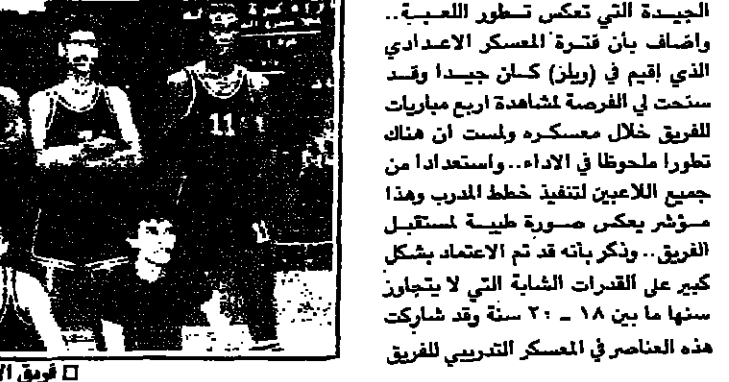 الجيدة التي تعكس تطور اللعبة..
واضاف بأن فترة المعسكر الاعدادي
الذي اقيم في (ويلز) كان جيدا وقد
سنحت لي الفرصة لمشاهدة اربع مباريات
للفريق خلال معسكره ولمست ان هناك
تطورا ملحوظا في الاداء.. واستعدادا من
جميع اللاعبين لتنفيذ خطط المدرب وهذا
مؤشر يعكس صورة طيبة لمستقبل
الفريق.. وذكر بأنه قد تم الاعتماد بشكل
كبير على القدرات الشابة التي لا يتجاوز
سنها ما بين ١٨ ـ ٢٠ سنة وقد شاركت
هذه العناصر في المعسكر التدريبي للفريق
11
□ فريق